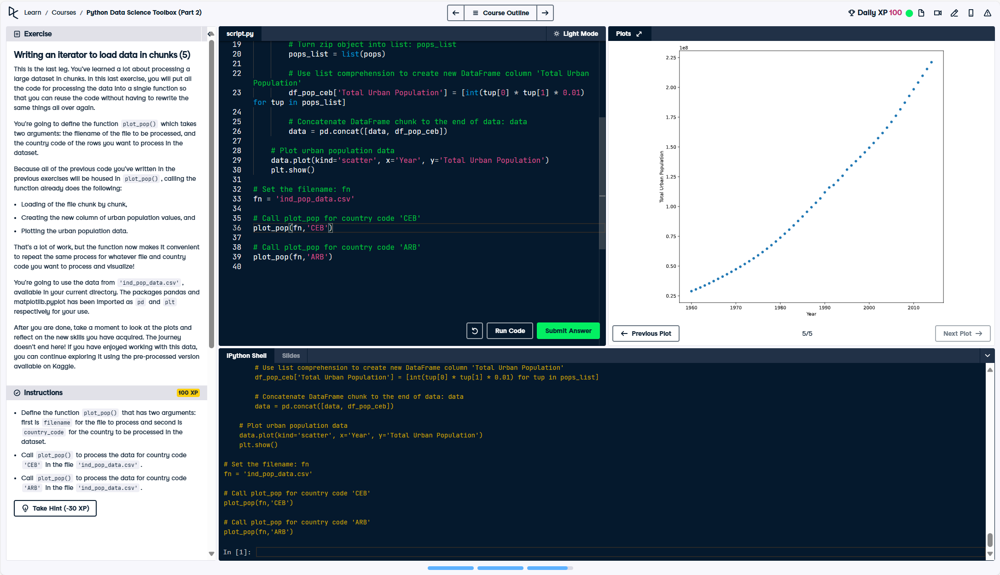 Learn / Courses / Python Data Science Toolbox (Part 2)
Course Outline
Daily XP 100
Exercise
Writing an iterator to load data in chunks (5)
This is the last leg. You've learned a lot about processing a
large dataset in chunks. In this last exercise, you will put all
the code for processing the data into a single function so
that you can reuse the code without having to rewrite the
same things all over again.
You're going to define the function plot_pop() which takes
two arguments: the filename of the file to be processed, and
the country code of the rows you want to process in the
dataset.
Because all of the previous code you've written in the
previous exercises will be housed in plot_pop(), calling the
function already does the following:
• Loading of the file chunk by chunk,
• Creating the new column of urban population values, and
• Plotting the urban population data.
That's a lot of work, but the function now makes it convenient
to repeat the same process for whatever file and country
code you want to process and visualize!
You're going to use the data from 'ind_pop_data.csv',
available in your current directory. The packages pandas and
matplotlib.pyplot has been imported as pd and plt
respectively for your use.
After you are done, take a moment to look at the plots and
reflect on the new skills you have acquired. The journey
doesn't end here! If you have enjoyed working with this data,
you can continue exploring it using the pre-processed version
available on Kaggle.
Instructions
100 XP
• Define the function plot_pop() that has two arguments:
first is filename for the file to process and second is
country_code for the country to be processed in the
dataset.
• Call plot_pop() to process the data for country code
'CEB' in the file 'ind_pop_data.csv'.
• Call plot_pop() to process the data for country code
'ARB' in the file 'ind_pop_data.csv'.
Take Hint (-30 XP)
script.py
Light Mode
19 # Turn zip object into list: pops_list
20 pops_list = list(pops)
21
22 # Use list comprehension to create new DataFrame column 'Total Urban
Population'
23 df_pop_ceb['Total Urban Population'] = [int(tup[0] * tup[1] * 0.01)
for tup in pops_list]
24
25 # Concatenate DataFrame chunk to the end of data: data
26 data = pd.concat([data, df_pop_ceb])
27
28 # Plot urban population data
29 data.plot(kind='scatter', x='Year', y='Total Urban Population')
30 plt.show()
31
32 # Set the filename: fn
33 fn = 'ind_pop_data.csv'
34
35 # Call plot_pop for country code 'CEB'
36 plot_pop(fn,'CEB')
37
38 # Call plot_pop for country code 'ARB'
39 plot_pop(fn,'ARB')
40
Run Code
Submit Answer
Plots
1e8
2.25
2.00
1.75
1.50
1.25
1.00
0.75
0.50
0.25
Total Urban Population
1960 1970 1980 1990 2000 2010
Year
Previous Plot
5/5
Next Plot
IPython Shell
Slides
# Use list comprehension to create new DataFrame column 'Total Urban Population'
df_pop_ceb['Total Urban Population'] = [int(tup[0] * tup[1] * 0.01) for tup in pops_list]
# Concatenate DataFrame chunk to the end of data: data
data = pd.concat([data, df_pop_ceb])
# Plot urban population data
data.plot(kind='scatter', x='Year', y='Total Urban Population')
plt.show()
# Set the filename: fn
fn = 'ind_pop_data.csv'
# Call plot_pop for country code 'CEB'
plot_pop(fn,'CEB')
# Call plot_pop for country code 'ARB'
plot_pop(fn,'ARB')
In [1]: